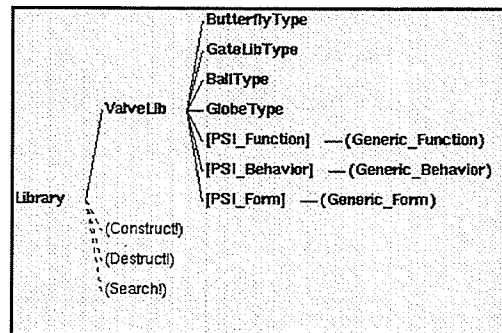 ButterflyType
GateLibType
BallType
ValveLib GlobeType
[PSI_Function] (Generic_Function)
[PSI_Behavior] (Generic_Behavior)
Library [PSI_Form] (Generic_Form)
(Construct!)
(Destruct!)
(Search!)